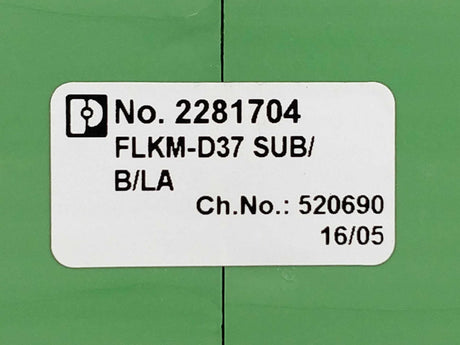 No. 2281704
FLKM-D37 SUB/
B/LA
Ch.No.: 520690
16/05